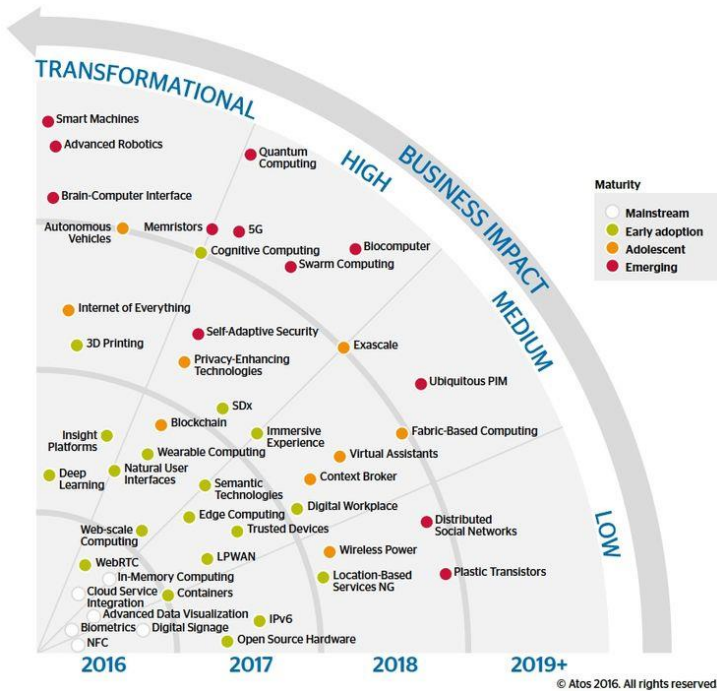 TRANSFORMATIONAL
HIGH
BUSINESS IMPACT
MEDIUM
LOW
Maturity
Mainstream
Early adoption
Adolescent
Emerging
Smart Machines
Advanced Robotics
Quantum
Computing
Brain-Computer Interface
Autonomous
Vehicles
Memristors
5G
Cognitive Computing
Biocomputer
Swarm Computing
Internet of Everything
3D Printing
Self-Adaptive Security
Privacy-Enhancing
Technologies
Exascale
Ubiquitous PIM
SDx
Blockchain
Insight
Platforms
Immersive
Experience
Fabric-Based Computing
Wearable Computing
Virtual Assistants
Deep
Learning
Natural User
Interfaces
Semantic
Technologies
Context Broker
Digital Workplace
Edge Computing
Web-scale
Computing
Trusted Devices
Distributed
Social Networks
Wireless Power
WebRTC
LPWAN
In-Memory Computing
Location-Based
Services NG
Plastic Transistors
Cloud Service
Integration
Containers
Advanced Data Visualization
IPv6
Biometrics
Digital Signage
NFC
Open Source Hardware
2016
2017
2018
2019+
© Atos 2016. All rights reserved